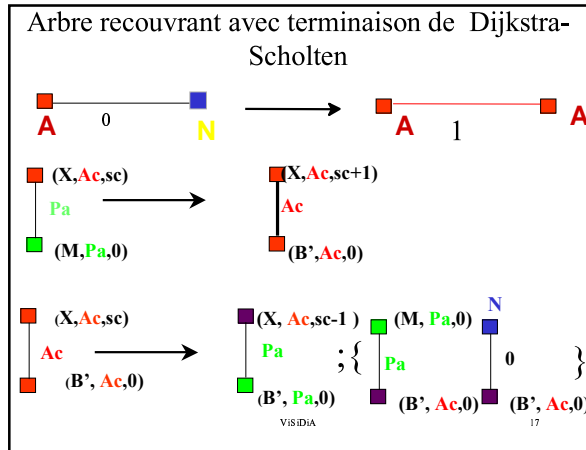 Arbre recouvrant avec terminaison de Dijkstra-
Scholten
A 0 N A 1 A
(X,Ac,sc) (X,Ac,sc+1)
Pa Ac
(M,Pa,0) (B’,Ac,0)
(X,Ac,sc) (X, Ac,sc-1 ) (M, Pa,0) N
Ac Pa ;{ Pa 0 }
(B’, Ac,0) (B’, Pa,0) (B’, Ac,0) (B’, Ac,0)
ViSiDiA 17